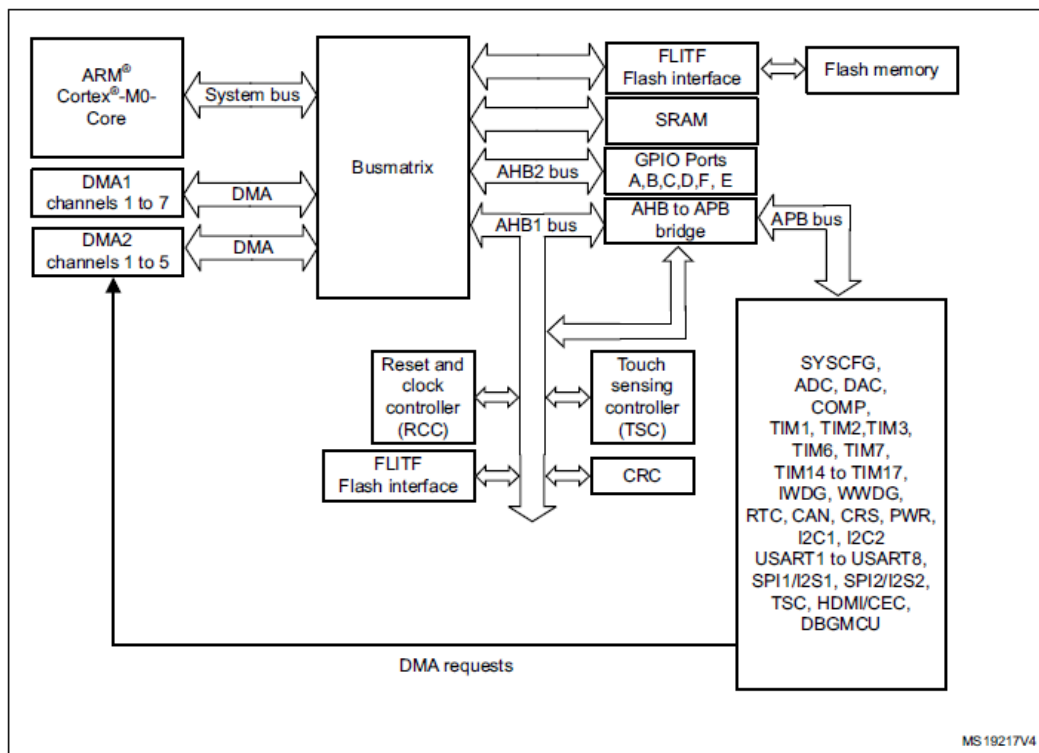 ARM®
Cortex®-M0-
Core
System bus
DMA1
channels 1 to 7
DMA
DMA2
channels 1 to 5
DMA
Busmatrix
FLITF
Flash interface
Flash memory
SRAM
AHB2 bus
GPIO Ports
A,B,C,D,F, E
AHB1 bus
AHB to APB
bridge
APB bus
Reset and
clock
controller
(RCC)
Touch
sensing
controller
(TSC)
FLITF
Flash interface
CRC
SYSCFG,
ADC, DAC,
COMP,
TIM1, TIM2,TIM3,
TIM6, TIM7,
TIM14 to TIM17,
IWDG, WWDG,
RTC, CAN, CRS, PWR,
I2C1, I2C2
USART1 to USART8,
SPI1/I2S1, SPI2/I2S2,
TSC, HDMI/CEC,
DBGMCU
DMA requests
MS19217V4